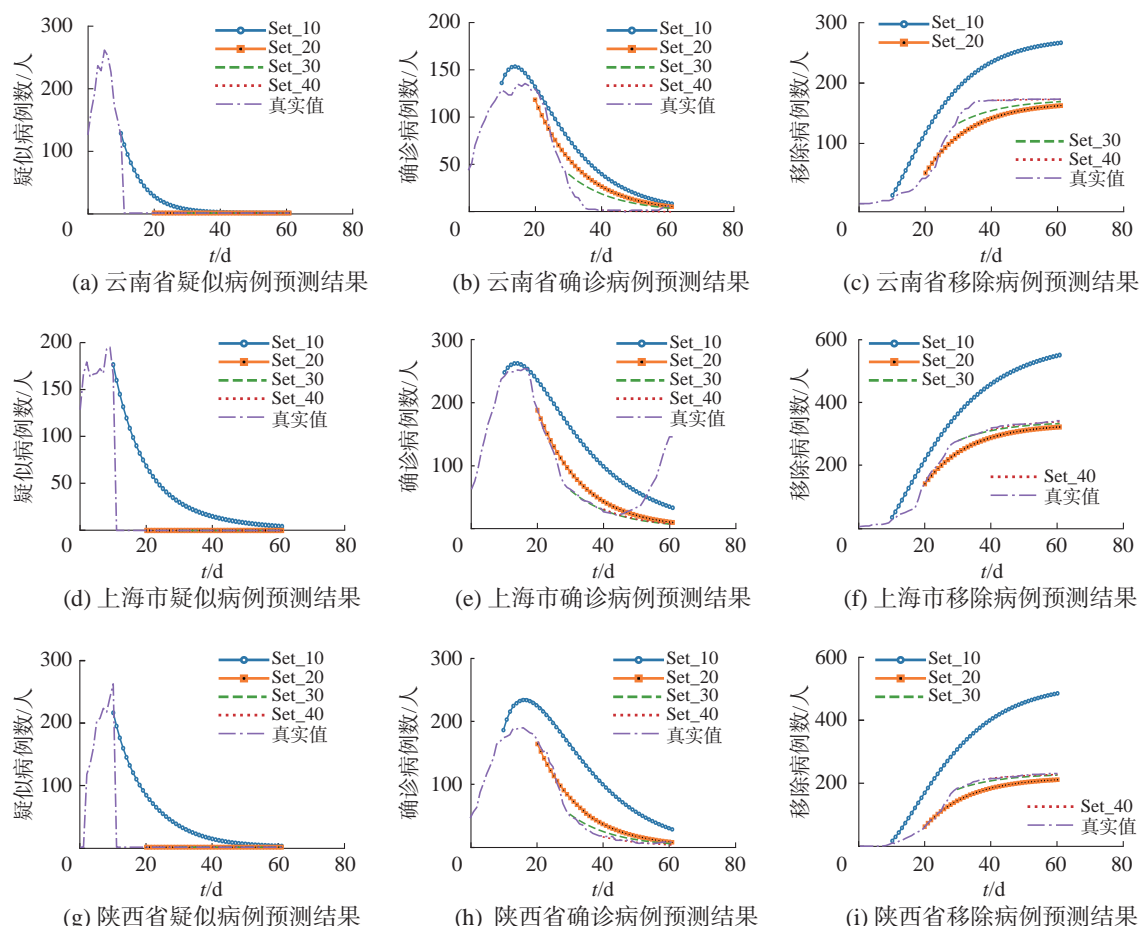 疑似病例数/人
300
200
100
0
20
40
60
80
t/d
Set_10
Set_20
Set_30
Set_40
真实值
(a) 云南省疑似病例预测结果
确诊病例数/人
200
150
100
50
0
20
40
60
80
t/d
Set_10
Set_20
Set_30
Set_40
真实值
(b) 云南省确诊病例预测结果
移除病例数/人
300
200
100
0
20
40
60
80
t/d
Set_10
Set_20
Set_30
Set_40
真实值
(c) 云南省移除病例预测结果
疑似病例数/人
200
150
100
50
0
20
40
60
80
t/d
Set_10
Set_20
Set_30
Set_40
真实值
(d) 上海市疑似病例预测结果
确诊病例数/人
300
200
100
0
20
40
60
80
t/d
Set_10
Set_20
Set_30
Set_40
真实值
(e) 上海市确诊病例预测结果
移除病例数/人
600
400
200
0
20
40
60
80
t/d
Set_10
Set_20
Set_30
Set_40
真实值
(f) 上海市移除病例预测结果
疑似病例数/人
300
200
100
0
20
40
60
80
t/d
Set_10
Set_20
Set_30
Set_40
真实值
(g) 陕西省疑似病例预测结果
确诊病例数/人
300
200
100
0
20
40
60
80
t/d
Set_10
Set_20
Set_30
Set_40
真实值
(h) 陕西省确诊病例预测结果
移除病例数/人
600
400
200
0
20
40
60
80
t/d
Set_10
Set_20
Set_30
Set_40
真实值
(i) 陕西省移除病例预测结果